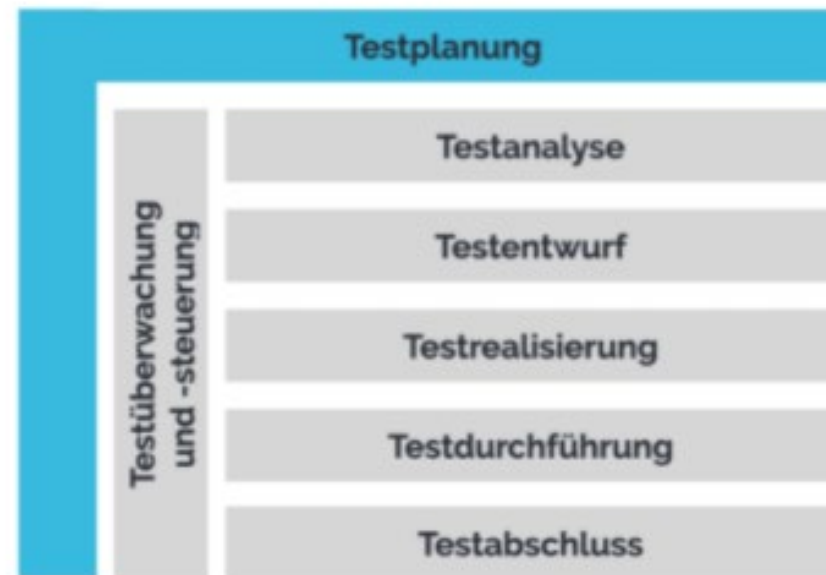 Testplanung
Testüberwachung
und -steuerung
Testanalyse
Testentwurf
Testrealisierung
Testdurchführung
Testabschluss